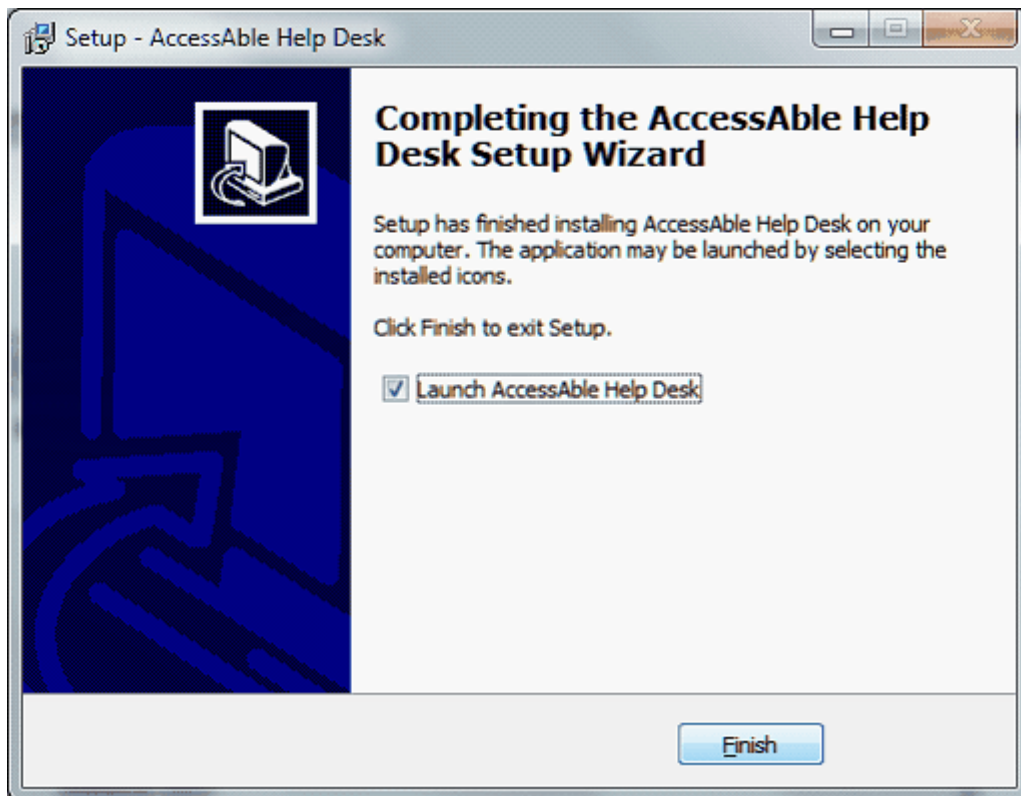 Setup - AccessAble Help Desk
Completing the AccessAble Help
Desk Setup Wizard
Setup has finished installing AccessAble Help Desk on your
computer. The application may be launched by selecting the
installed icons.
Click Finish to exit Setup.
Launch AccessAble Help Desk
Finish